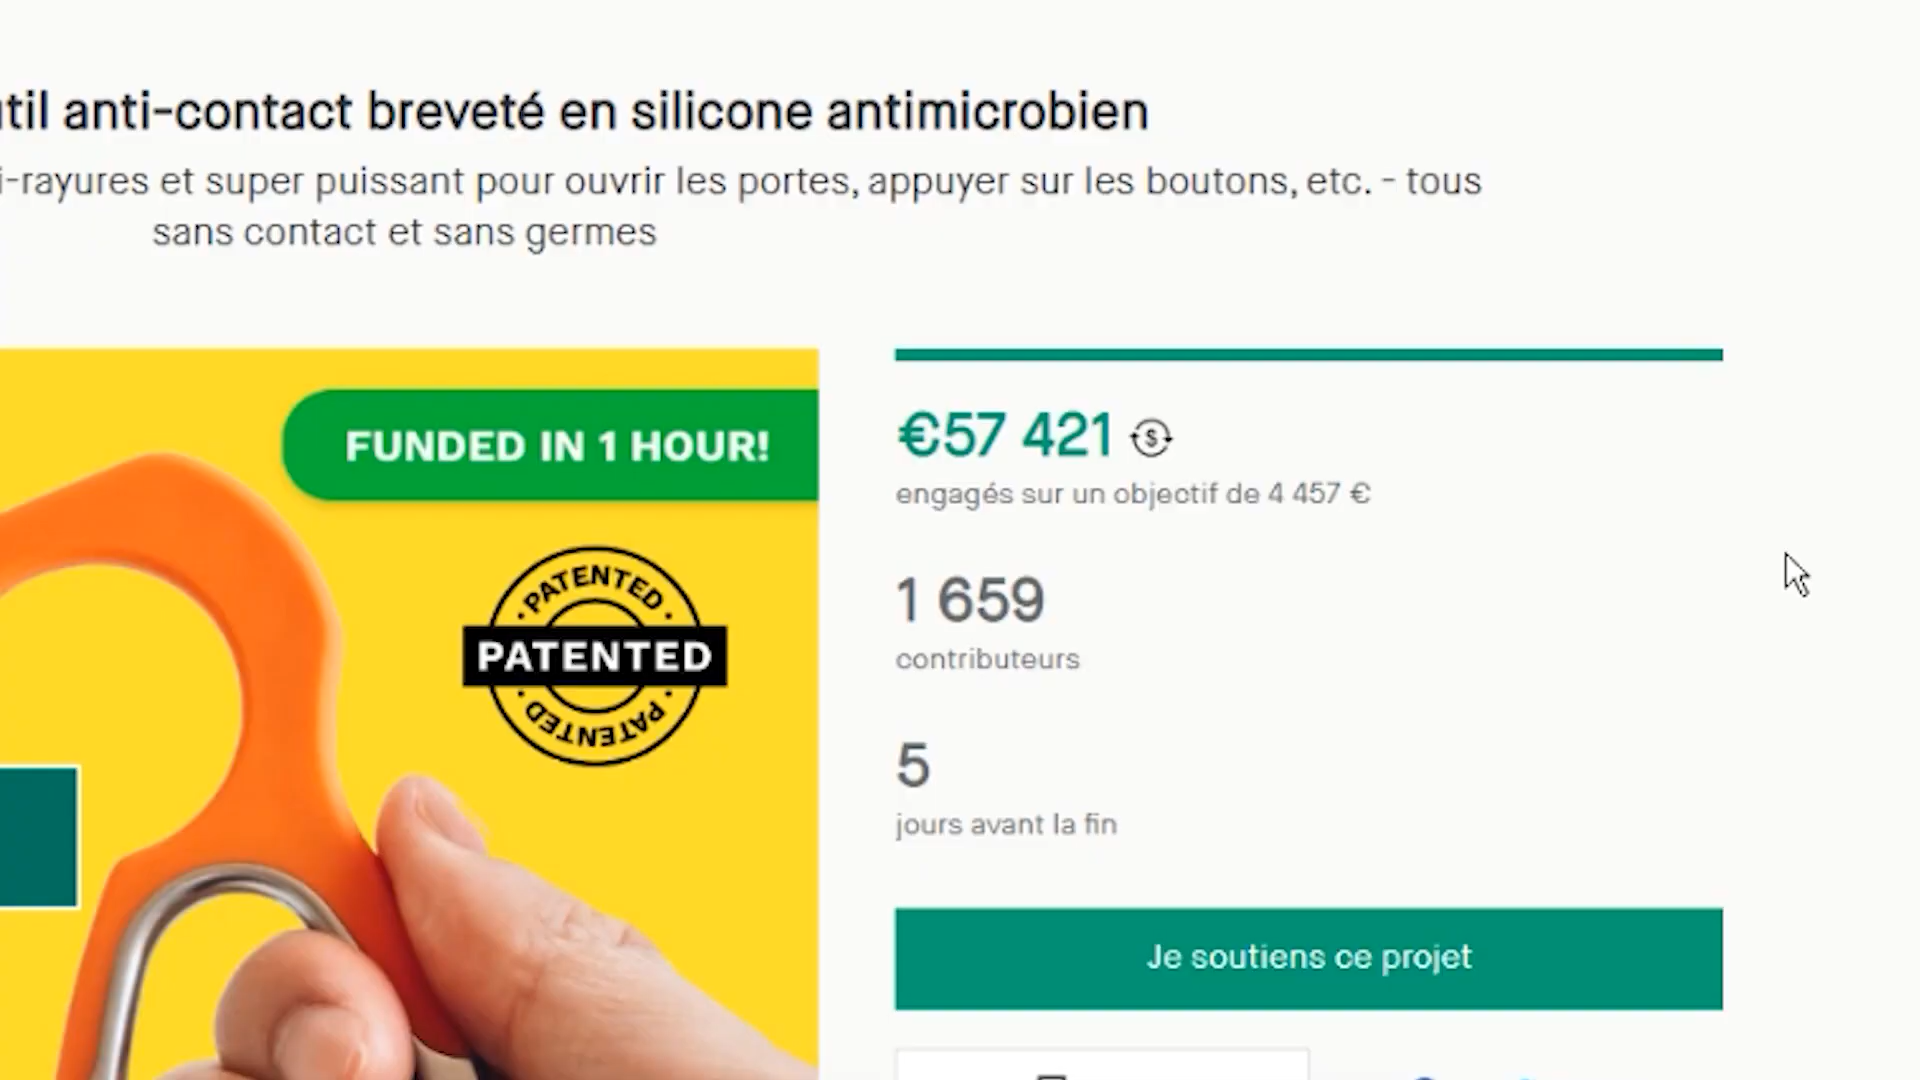 anti-contact breveté en silicone antimicrobien
i-rayures et super puissant pour ouvrir les portes, appuyer sur les boutons, etc. - tous
sans contact et sans germes
FUNDED IN 1 HOUR!
PATENTED
PATENTED
PATENTED
€57 421
engagés sur un objectif de 4 457 €
1 659
contributeurs
5
jours avant la fin
Je soutiens ce projet